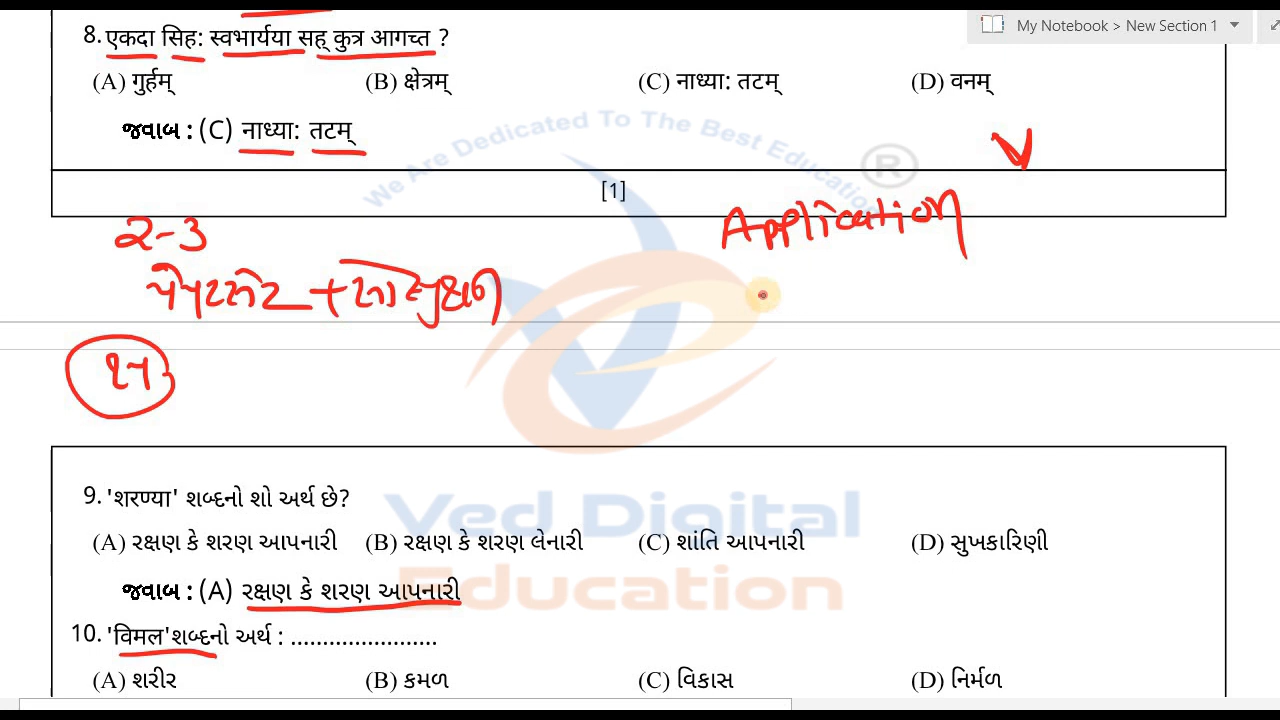 My Notebook > New Section 1
8. एकदा सिह: स्वभार्यया सह् कुत्र आगच्त ?
(A) गुर्हम् (B) क्षेत्रम् (C) नाध्या: तटम् (D) वनम्
જવાબ : (C) नाध्या: तटम्
We Are Dedicated To The Best Education
®
[1]
2-3
Application
પેપરસેટ +
9. 'શરણ્યા' શબ્દનો શો અર્થ છે?
(A) રક્ષણ કે શરણ આપનારી (B) રક્ષણ કે શરણ લેનારી (C) શાંતિ આપનારી (D) સુખકારિણી
Ved Digital
Education
જવાબ : (A) રક્ષણ કે શરણ આપનારી
10. 'विमल'શબ્દનો અર્થ : .......................
(A) શરીર (B) કમળ (C) વિકાસ (D) નિર્મળ